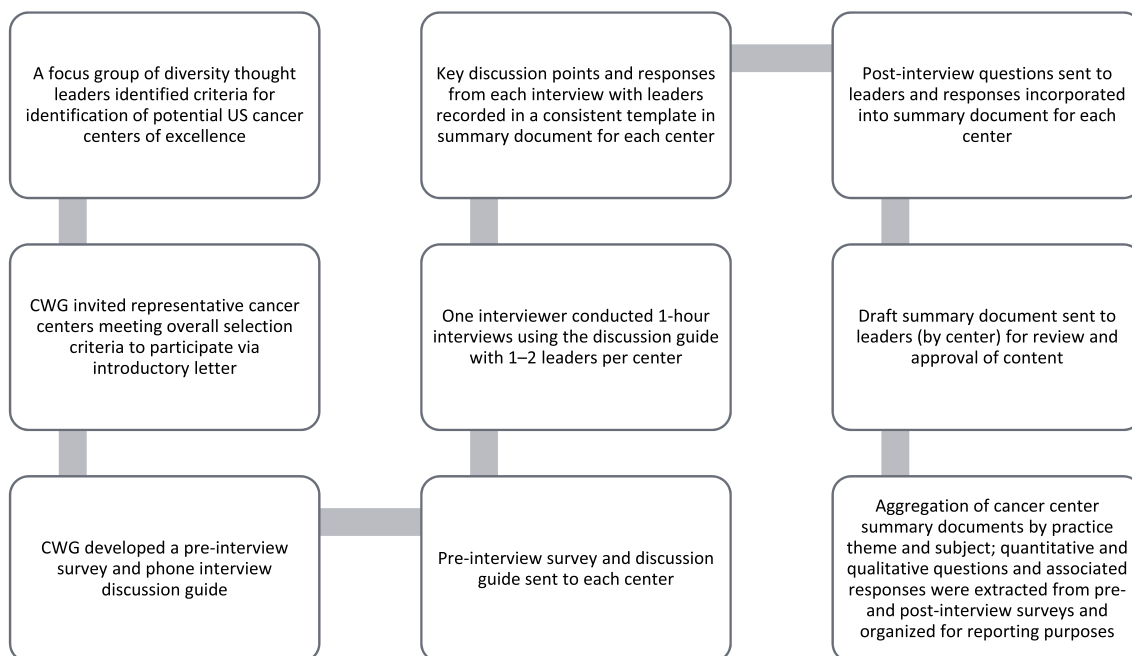 A focus group of diversity thought
leaders identified criteria for
identification of potential US cancer
centers of excellence
CWG invited representative cancer
centers meeting overall selection
criteria to participate via
introductory letter
CWG developed a pre-interview
survey and phone interview
discussion guide
Pre-interview survey and discussion
guide sent to each center
One interviewer conducted 1-hour
interviews using the discussion guide
with 1–2 leaders per center
Key discussion points and responses
from each interview with leaders
recorded in a consistent template in
summary document for each center
Post-interview questions sent to
leaders and responses incorporated
into summary document for each
center
Draft summary document sent to
leaders (by center) for review and
approval of content
Aggregation of cancer center
summary documents by practice
theme and subject; quantitative and
qualitative questions and associated
responses were extracted from pre-
and post-interview surveys and
organized for reporting purposes